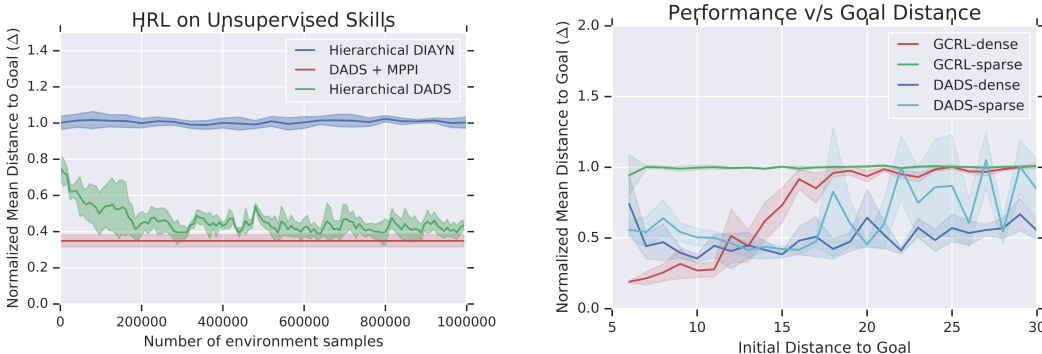 HRL on Unsupervised Skills
Normalized Mean Distance to Goal (Δ)
1.4
1.2
1.0
0.8
0.6
0.4
0.2
0.0
Hierarchical DIAYN
DADS + MPPI
Hierarchical DADS
0 200000 400000 600000 800000 1000000
Number of environment samples
Performance v/s Goal Distance
Normalized Mean Distance to Goal (Δ)
2.0
1.5
1.0
0.5
0.0
GCRL-dense
GCRL-sparse
DADS-dense
DADS-sparse
5 10 15 20 25 30
Initial Distance to Goal